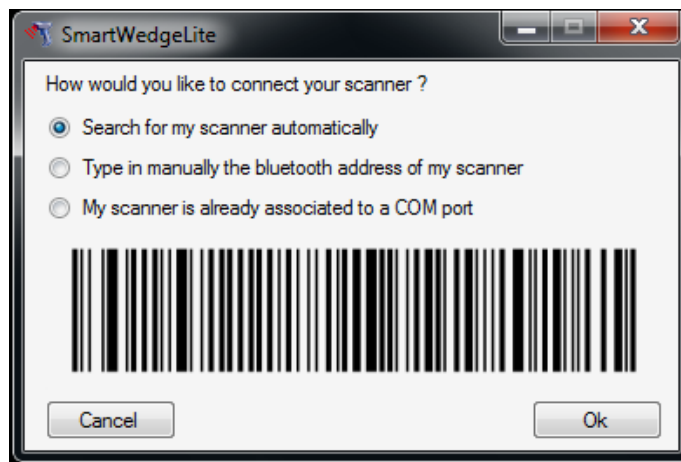 SmartWedgeLite
How would you like to connect your scanner ?
Search for my scanner automatically
Type in manually the bluetooth address of my scanner
My scanner is already associated to a COM port
Cancel
Ok